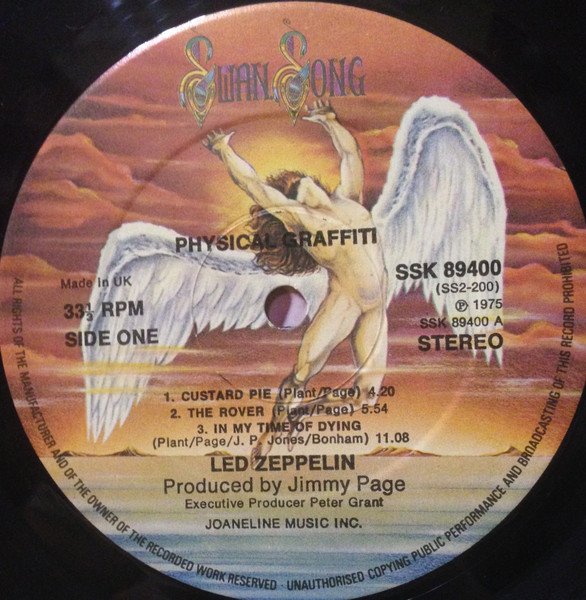 SWAN SONG
PHYSICAL GRAFFITI
Made in UK
33⅓ RPM
SIDE ONE
SSK 89400
(SS2-200)
℗ 1975
SSK 89400 A
STEREO
1. CUSTARD PIE (Plant/Page) 4.20
2. THE ROVER (Plant/Page) 5:54
3. IN MY TIME OF DYING
(Plant/Page/J. P. Jones/Bonham) 11.08
LED ZEPPELIN
Produced by Jimmy Page
Executive Producer Peter Grant
JOANELINE MUSIC INC.
ALL RIGHTS OF THE MANUFACTURER AND OF THE OWNER OF THE RECORDED WORK RESERVED · UNAUTHORISED COPYING PUBLIC PERFORMANCE AND BROADCASTING OF THIS RECORD PROHIBITED